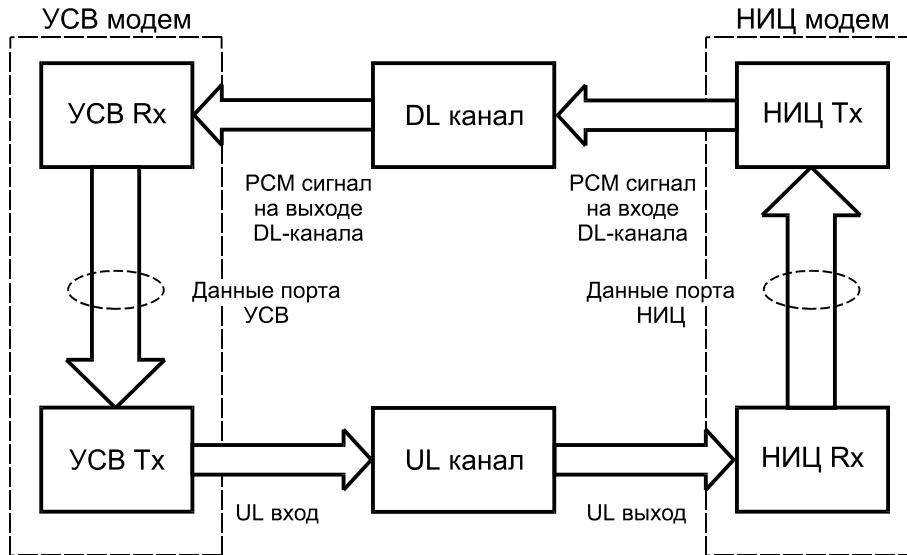 УСВ модем
НИЦ модем
УСВ Rx
DL канал
НИЦ Tx
PCM сигнал
на выходе
DL-канала
PCM сигнал
на входе
DL-канала
Данные порта
УСВ
Данные порта
НИЦ
УСВ Tx
UL канал
НИЦ Rx
UL вход
UL выход